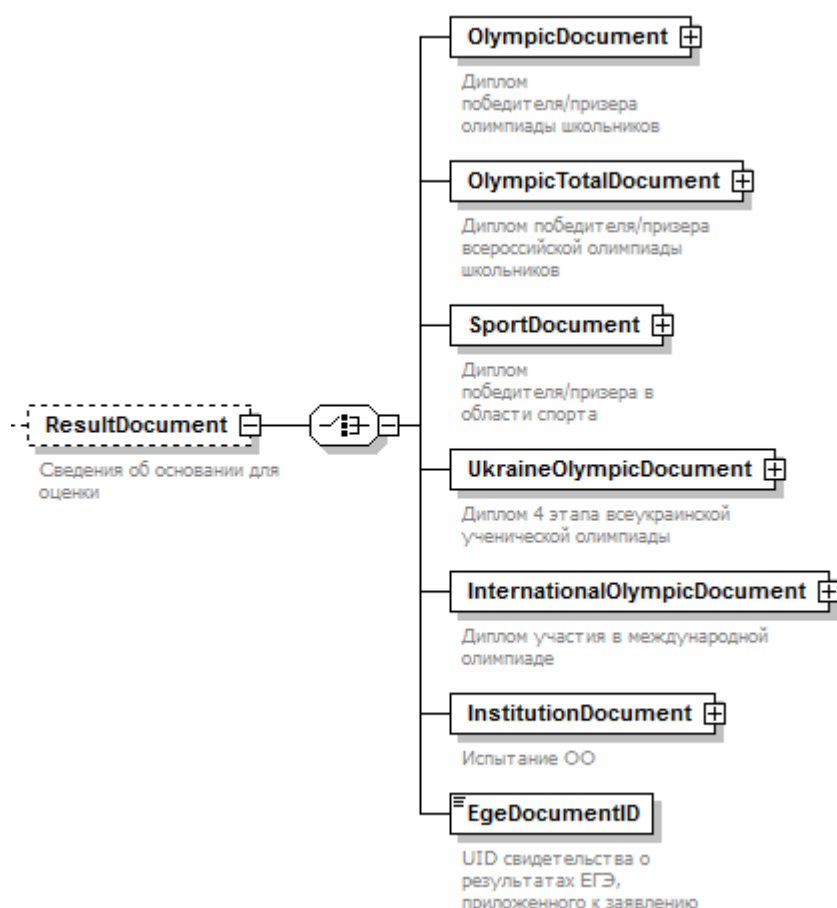 OlympicDocument
Диплом
победителя/призера
олимпиады школьников
OlympicTotalDocument
Диплом победителя/призера
всероссийской олимпиады
школьников
SportDocument
Диплом
победителя/призера в
области спорта
ResultDocument
Сведения об основании для
оценки
UkraineOlympicDocument
Диплом 4 этапа всеукраинской
ученической олимпиады
InternationalOlympicDocument
Диплом участия в международной
олимпиаде
InstitutionDocument
Испытание ОО
EgeDocumentID
UID свидетельства о
результатах ЕГЭ,
приложенного к заявлению